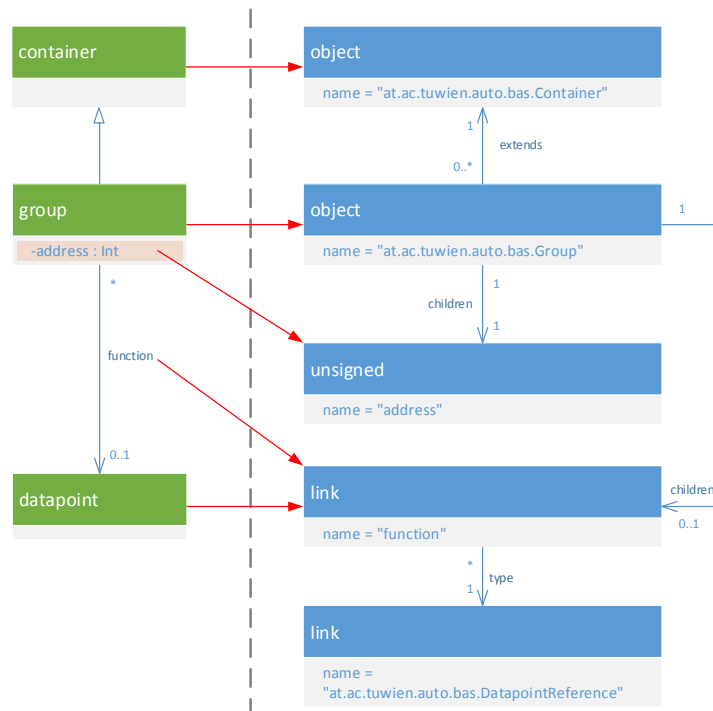 container
object
name = "at.ac.tuwien.auto.bas.Container"
1
extends
0..*
group
object
1
-address : Int
name = "at.ac.tuwien.auto.bas.Group"
*
1
children
1
function
unsigned
name = "address"
0..1
datapoint
link
children
name = "function"
0..1
*
type
1
link
name =
"at.ac.tuwien.auto.bas.DatapointReference"